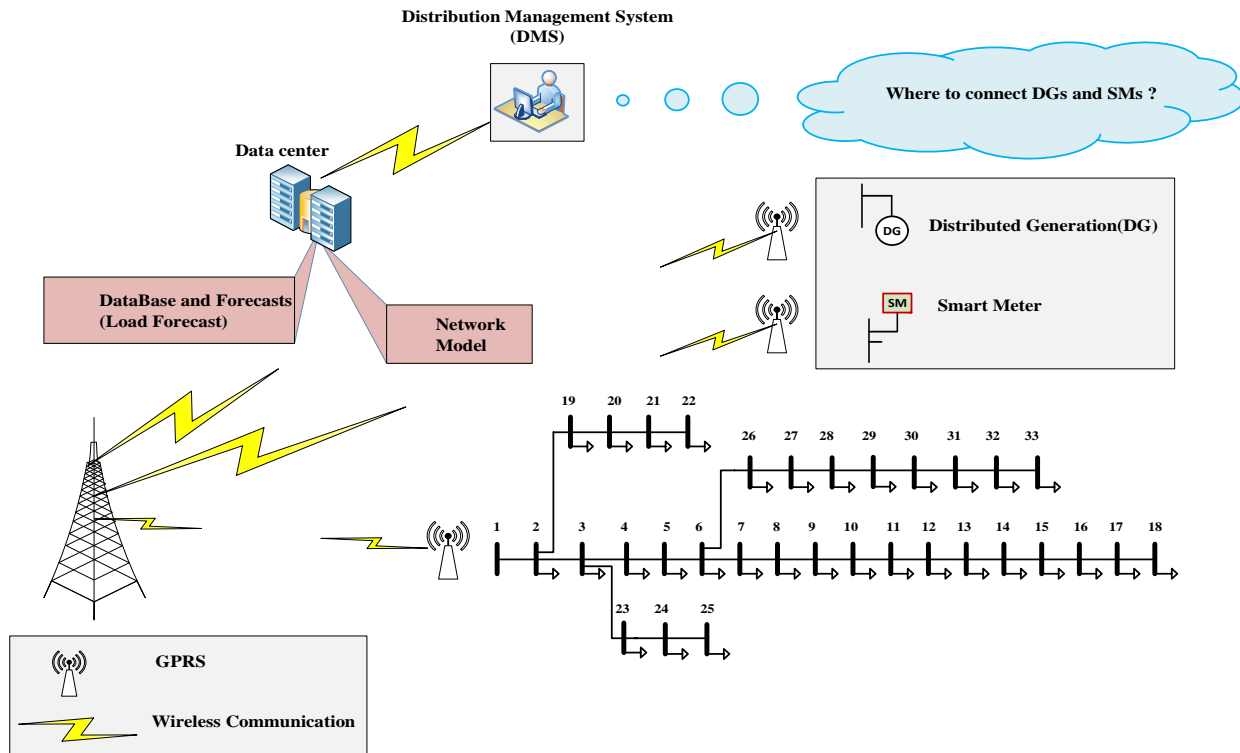 Distribution Management System
(DMS)
Where to connect DGs and SMs ?
Data center
DG
Distributed Generation(DG)
DataBase and Forecasts
(Load Forecast)
SM
Smart Meter
Network
Model
19 20 21 22
26 27 28 29 30 31 32 33
1 2 3 4 5 6 7 8 9 10 11 12 13 14 15 16 17 18
23 24 25
GPRS
Wireless Communication